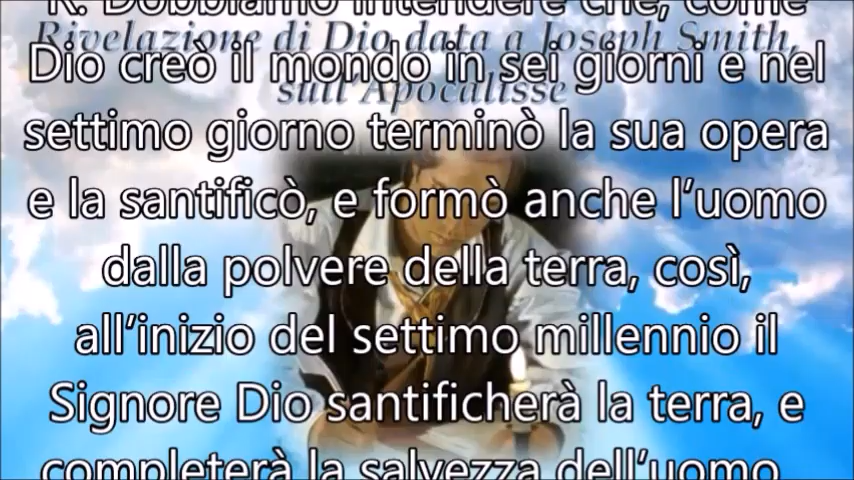 R. Dobbiamo intendere che, come
Rivelazione di Dio data a Joseph Smith,
Dio creò il mondo in sei giorni e nel
sull'Apocalisse
settimo giorno terminò la sua opera
e la santificò, e formò anche l'uomo
dalla polvere della terra, così,
all'inizio del settimo millennio il
Signore Dio santificherà la terra, e
completerà la salvezza dell'uomo,